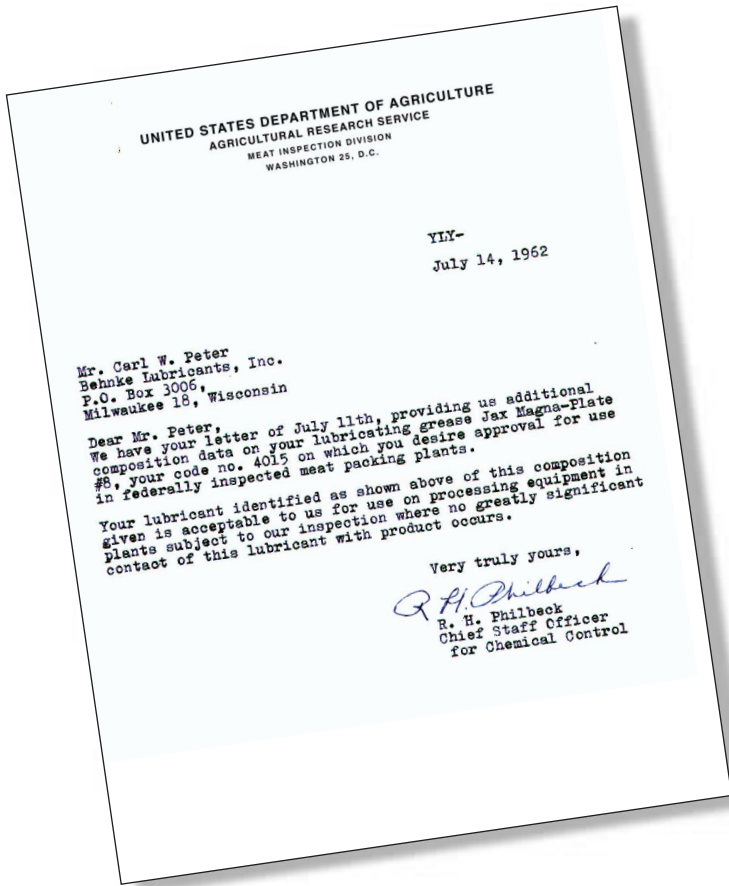 UNITED STATES DEPARTMENT OF AGRICULTURE
AGRICULTURAL RESEARCH SERVICE
MEAT INSPECTION DIVISION
WASHINGTON 25, D.C.
YLY-
July 14, 1962
Mr. Carl W. Peter
Behnke Lubricants, Inc.
P.O. Box 3006,
Milwaukee 18, Wisconsin
Dear Mr. Peter,
We have your letter of July 11th, providing us additional
composition data on your lubricating grease Jax Magna-Plate
#8, your code no. 4015 on which you desire approval for use
in federally inspected meat packing plants.
Your lubricant identified as shown above of this composition
given is acceptable to us for use on processing equipment in
plants subject to our inspection where no greatly significant
contact of this lubricant with product occurs.
Very truly yours,
R H. Philbeck
R. H. Philbeck
Chief Staff Officer
for Chemical Control